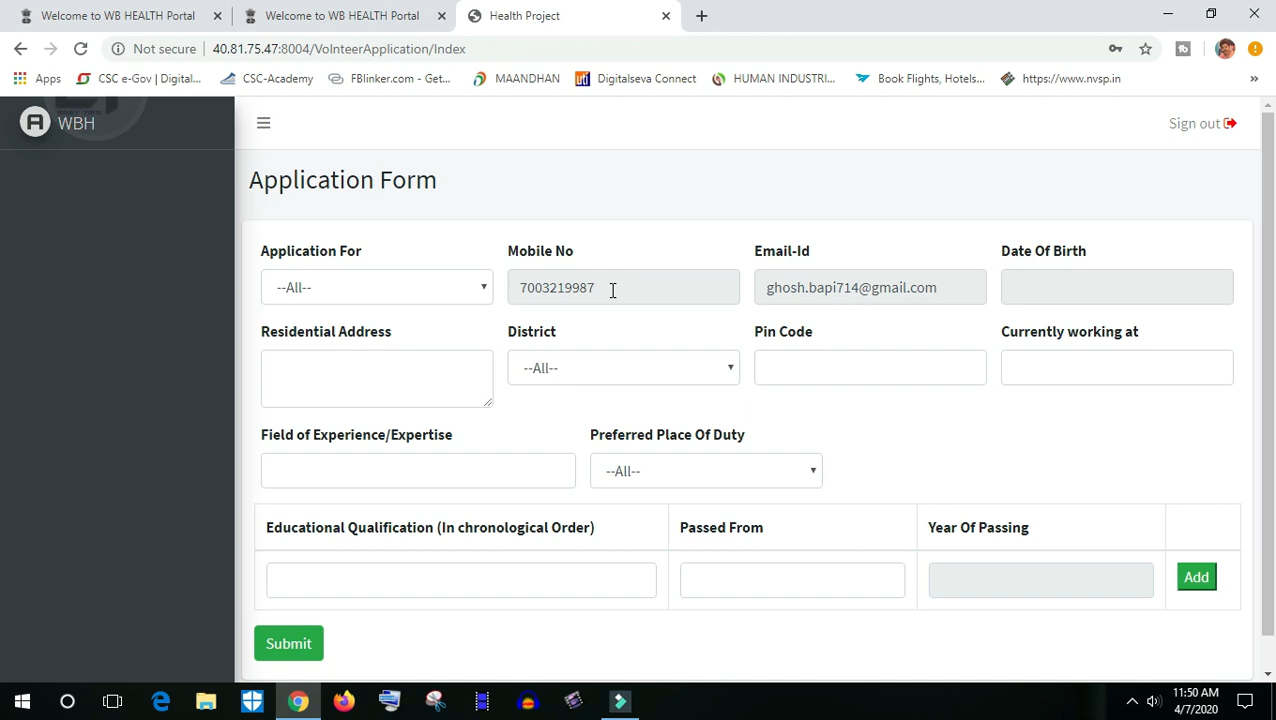 Welcome to WB HEALTH Portal
Welcome to WB HEALTH Portal
Health Project
Not secure
40.81.75.47:8004/VolnteerApplication/Index
Apps
CSC e-Gov | Digital...
CSC-Academy
FBlinker.com - Get...
MAANDHAN
Digitalseva Connect
HUMAN INDUSTRI...
Book Flights, Hotels...
https://www.nvsp.in
»
WBH
Sign out
Application Form
Application For
Mobile No
Email-Id
Date Of Birth
--All--
7003219987
ghosh.bapi714@gmail.com
Residential Address
District
Pin Code
Currently working at
--All--
Field of Experience/Expertise
Preferred Place Of Duty
--All--
Educational Qualification (In chronological Order)
Passed From
Year Of Passing
Add
Submit
11:50 AM
4/7/2020